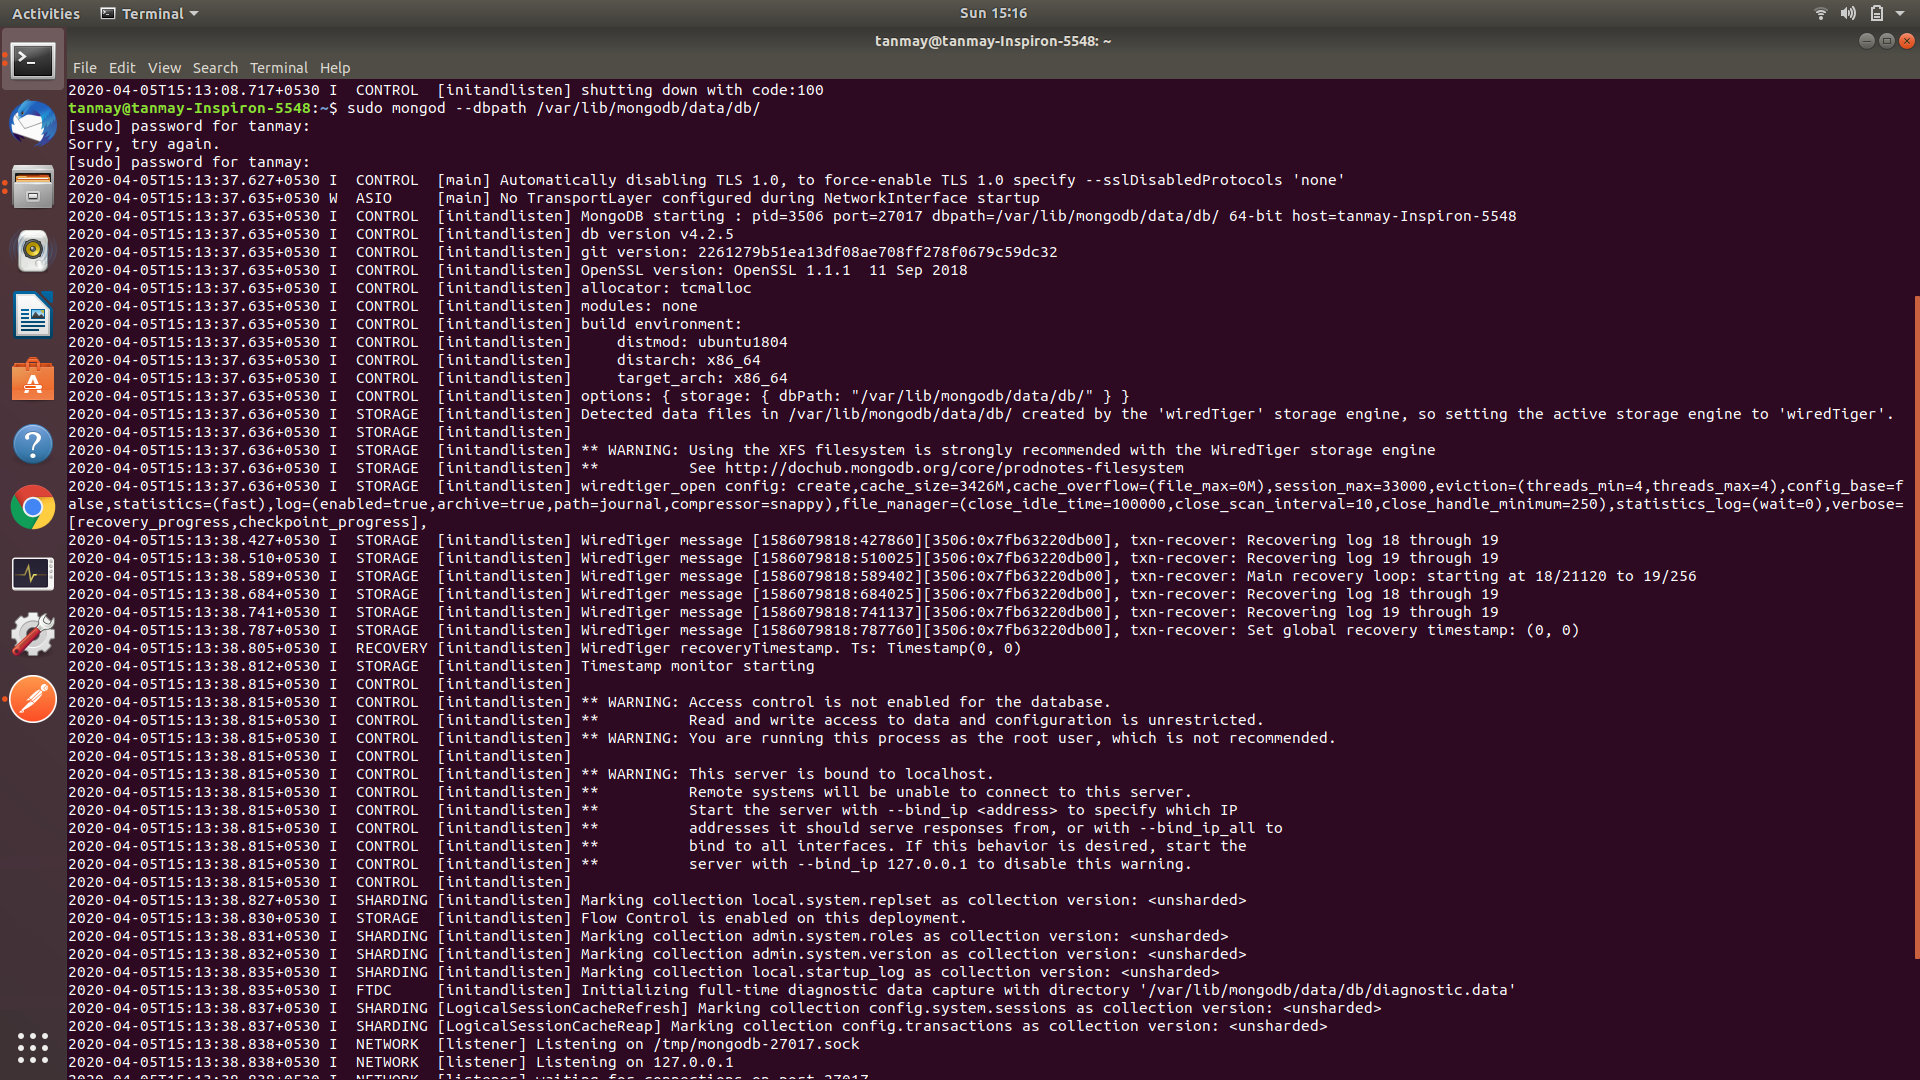 Activities Terminal Sun 15:16
tanmay@tanmay-Inspiron-5548: ~
File Edit View Search Terminal Help
2020-04-05T15:13:08.717+0530 I  CONTROL  [initandlisten] shutting down with code:100
tanmay@tanmay-Inspiron-5548:~$ sudo mongod --dbpath /var/lib/mongodb/data/db/
[sudo] password for tanmay:
Sorry, try again.
[sudo] password for tanmay:
2020-04-05T15:13:37.627+0530 I  CONTROL  [main] Automatically disabling TLS 1.0, to force-enable TLS 1.0 specify --sslDisabledProtocols 'none'
2020-04-05T15:13:37.635+0530 W  ASIO     [main] No TransportLayer configured during NetworkInterface startup
2020-04-05T15:13:37.635+0530 I  CONTROL  [initandlisten] MongoDB starting : pid=3506 port=27017 dbpath=/var/lib/mongodb/data/db/ 64-bit host=tanmay-Inspiron-5548
2020-04-05T15:13:37.635+0530 I  CONTROL  [initandlisten] db version v4.2.5
2020-04-05T15:13:37.635+0530 I  CONTROL  [initandlisten] git version: 2261279b51ea13df08ae708ff278f0679c59dc32
2020-04-05T15:13:37.635+0530 I  CONTROL  [initandlisten] OpenSSL version: OpenSSL 1.1.1  11 Sep 2018
2020-04-05T15:13:37.635+0530 I  CONTROL  [initandlisten] allocator: tcmalloc
2020-04-05T15:13:37.635+0530 I  CONTROL  [initandlisten] modules: none
2020-04-05T15:13:37.635+0530 I  CONTROL  [initandlisten] build environment:
2020-04-05T15:13:37.635+0530 I  CONTROL  [initandlisten]     distmod: ubuntu1804
2020-04-05T15:13:37.635+0530 I  CONTROL  [initandlisten]     distarch: x86_64
2020-04-05T15:13:37.635+0530 I  CONTROL  [initandlisten]     target_arch: x86_64
2020-04-05T15:13:37.635+0530 I  CONTROL  [initandlisten] options: { storage: { dbPath: "/var/lib/mongodb/data/db/" } }
2020-04-05T15:13:37.636+0530 I  STORAGE  [initandlisten] Detected data files in /var/lib/mongodb/data/db/ created by the 'wiredTiger' storage engine, so setting the active storage engine to 'wiredTiger'.
2020-04-05T15:13:37.636+0530 I  STORAGE  [initandlisten]
2020-04-05T15:13:37.636+0530 I  STORAGE  [initandlisten] ** WARNING: Using the XFS filesystem is strongly recommended with the WiredTiger storage engine
2020-04-05T15:13:37.636+0530 I  STORAGE  [initandlisten] **          See http://dochub.mongodb.org/core/prodnotes-filesystem
2020-04-05T15:13:37.636+0530 I  STORAGE  [initandlisten] wiredtiger_open config: create,cache_size=3426M,cache_overflow=(file_max=0M),session_max=33000,eviction=(threads_min=4,threads_max=4),config_base=f
alse,statistics=(fast),log=(enabled=true,archive=true,path=journal,compressor=snappy),file_manager=(close_idle_time=100000,close_scan_interval=10,close_handle_minimum=250),statistics_log=(wait=0),verbose=
[recovery_progress,checkpoint_progress],
2020-04-05T15:13:38.427+0530 I  STORAGE  [initandlisten] WiredTiger message [1586079818:427860][3506:0x7fb63220db00], txn-recover: Recovering log 18 through 19
2020-04-05T15:13:38.510+0530 I  STORAGE  [initandlisten] WiredTiger message [1586079818:510025][3506:0x7fb63220db00], txn-recover: Recovering log 19 through 19
2020-04-05T15:13:38.589+0530 I  STORAGE  [initandlisten] WiredTiger message [1586079818:589402][3506:0x7fb63220db00], txn-recover: Main recovery loop: starting at 18/21120 to 19/256
2020-04-05T15:13:38.684+0530 I  STORAGE  [initandlisten] WiredTiger message [1586079818:684025][3506:0x7fb63220db00], txn-recover: Recovering log 18 through 19
2020-04-05T15:13:38.741+0530 I  STORAGE  [initandlisten] WiredTiger message [1586079818:741137][3506:0x7fb63220db00], txn-recover: Recovering log 19 through 19
2020-04-05T15:13:38.787+0530 I  STORAGE  [initandlisten] WiredTiger message [1586079818:787760][3506:0x7fb63220db00], txn-recover: Set global recovery timestamp: (0, 0)
2020-04-05T15:13:38.805+0530 I  RECOVERY [initandlisten] WiredTiger recoveryTimestamp. Ts: Timestamp(0, 0)
2020-04-05T15:13:38.812+0530 I  STORAGE  [initandlisten] Timestamp monitor starting
2020-04-05T15:13:38.815+0530 I  CONTROL  [initandlisten]
2020-04-05T15:13:38.815+0530 I  CONTROL  [initandlisten] ** WARNING: Access control is not enabled for the database.
2020-04-05T15:13:38.815+0530 I  CONTROL  [initandlisten] **          Read and write access to data and configuration is unrestricted.
2020-04-05T15:13:38.815+0530 I  CONTROL  [initandlisten] ** WARNING: You are running this process as the root user, which is not recommended.
2020-04-05T15:13:38.815+0530 I  CONTROL  [initandlisten]
2020-04-05T15:13:38.815+0530 I  CONTROL  [initandlisten] ** WARNING: This server is bound to localhost.
2020-04-05T15:13:38.815+0530 I  CONTROL  [initandlisten] **          Remote systems will be unable to connect to this server.
2020-04-05T15:13:38.815+0530 I  CONTROL  [initandlisten] **          Start the server with --bind_ip <address> to specify which IP
2020-04-05T15:13:38.815+0530 I  CONTROL  [initandlisten] **          addresses it should serve responses from, or with --bind_ip_all to
2020-04-05T15:13:38.815+0530 I  CONTROL  [initandlisten] **          bind to all interfaces. If this behavior is desired, start the
2020-04-05T15:13:38.815+0530 I  CONTROL  [initandlisten] **          server with --bind_ip 127.0.0.1 to disable this warning.
2020-04-05T15:13:38.815+0530 I  CONTROL  [initandlisten]
2020-04-05T15:13:38.827+0530 I  SHARDING [initandlisten] Marking collection local.system.replset as collection version: <unsharded>
2020-04-05T15:13:38.830+0530 I  STORAGE  [initandlisten] Flow Control is enabled on this deployment.
2020-04-05T15:13:38.831+0530 I  SHARDING [initandlisten] Marking collection admin.system.roles as collection version: <unsharded>
2020-04-05T15:13:38.832+0530 I  SHARDING [initandlisten] Marking collection admin.system.version as collection version: <unsharded>
2020-04-05T15:13:38.835+0530 I  SHARDING [initandlisten] Marking collection local.startup_log as collection version: <unsharded>
2020-04-05T15:13:38.835+0530 I  FTDC     [initandlisten] Initializing full-time diagnostic data capture with directory '/var/lib/mongodb/data/db/diagnostic.data'
2020-04-05T15:13:38.837+0530 I  SHARDING [LogicalSessionCacheRefresh] Marking collection config.system.sessions as collection version: <unsharded>
2020-04-05T15:13:38.837+0530 I  SHARDING [LogicalSessionCacheReap] Marking collection config.transactions as collection version: <unsharded>
2020-04-05T15:13:38.838+0530 I  NETWORK  [listener] Listening on /tmp/mongodb-27017.sock
2020-04-05T15:13:38.838+0530 I  NETWORK  [listener] Listening on 127.0.0.1
2020-04-05T15:13:38.838+0530 I  NETWORK  [listener] waiting for connections on port 27017